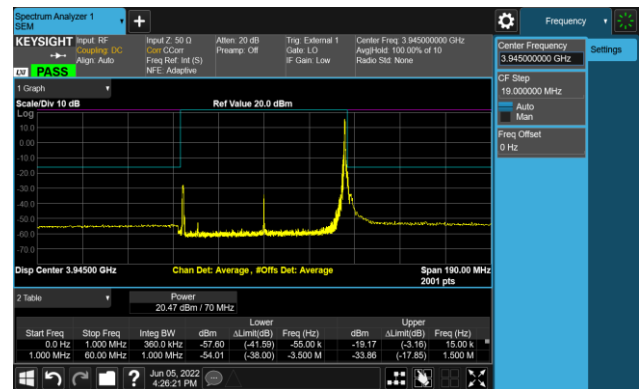 Spectrum Analyzer 1
SEM
Frequency
KEYSIGHT
Input: RF
Coupling: DC
Align: Auto
Input Z: 50 Ω
Corr CCorr
Freq Ref: Int (S)
NFE: Adaptive
Atten: 20 dB
Preamp: Off
Trig: External 1
Gate: LO
IF Gain: Low
Center Freq: 3.945000000 GHz
Avg|Hold: 100.00% of 10
Radio Std: None
LXI
PASS
Center Frequency
3.945000000 GHz
Settings
CF Step
19.000000 MHz
Auto
Man
Freq Offset
0 Hz
1 Graph
Scale/Div 10 dB
Ref Value 20.0 dBm
Log
10.0
0.00
-10.0
-20.0
-30.0
-40.0
-50.0
-60.0
-70.0
Disp Center 3.94500 GHz
Chan Det: Average, #Offs Det: Average
Span 190.00 MHz
2001 pts
2 Table
Power
20.47 dBm / 70 MHz
Lower Upper
Start Freq Stop Freq Integ BW dBm ΔLimit(dB) Freq (Hz) dBm ΔLimit(dB) Freq (Hz)
0.0 Hz 1.000 MHz 360.0 kHz -57.60 (-41.59) -55.00 k -19.17 (-3.16) 15.00 k
1.000 MHz 60.00 MHz 1.000 MHz -54.01 (-38.00) -3.500 M -33.86 (-17.85) 1.500 M
?
Jun 05, 2022
4:26:21 PM